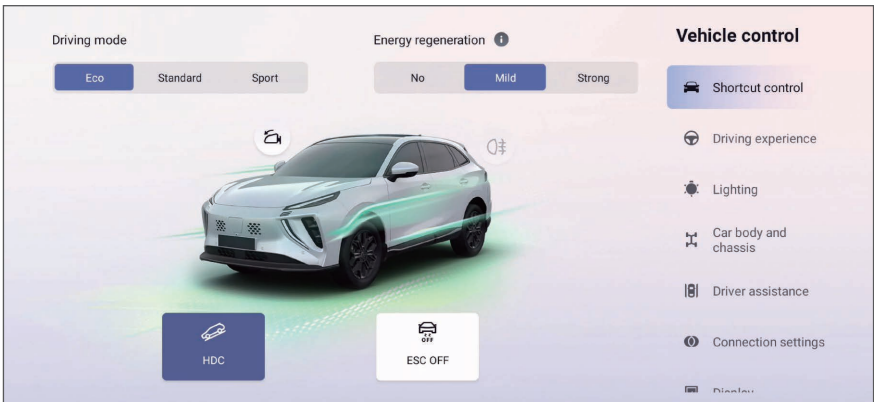 Driving mode
Eco
Standard
Sport
Energy regeneration
No
Mild
Strong
HDC
OFF
ESC OFF
Vehicle control
Shortcut control
Driving experience
Lighting
Car body and
chassis
Driver assistance
Connection settings
Display